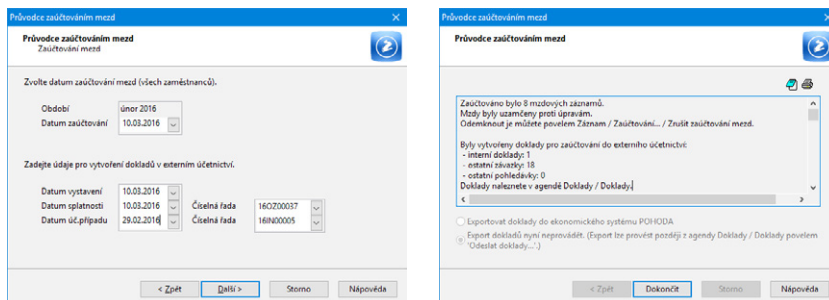 Průvodce zaúčtováním mezd
Průvodce zaúčtováním mezd
Zaúčtování mezd
Zvolte datum zaúčtování mezd (všech zaměstnanců).
Období únor 2016
Datum zaúčtování 10.03.2016
Zadejte údaje pro vytvoření dokladů v externím účetnictví.
Datum vystavení 10.03.2016
Datum splatnosti 10.03.2016 Číselná řada 16OZ00037
Datum úč.případu 29.02.2016 Číselná řada 16IN00005
< Zpět Další > Storno Nápověda
Průvodce zaúčtováním mezd
Průvodce zaúčtováním mezd
Zaúčtováno bylo 8 mzdových záznamů.
Mzdy byly uzamčeny proti úpravám.
Odemknout je můžete povelem Záznam / Zaúčtování... / Zrušit zaúčtování mezd.
Byly vytvořeny doklady pro zaúčtování do externího účetnictví:
- interní doklady: 1
- ostatní závazky: 18
- ostatní pohledávky: 0
Doklady naleznete v agendě Doklady / Doklady.
Exportovat doklady do ekonomického systému POHODA
Export dokladů nyní neprovádět. (Export lze provést později z agendy Doklady / Doklady povelem
'Odeslat doklady...'.)
< Zpět Dokončit Storno Nápověda